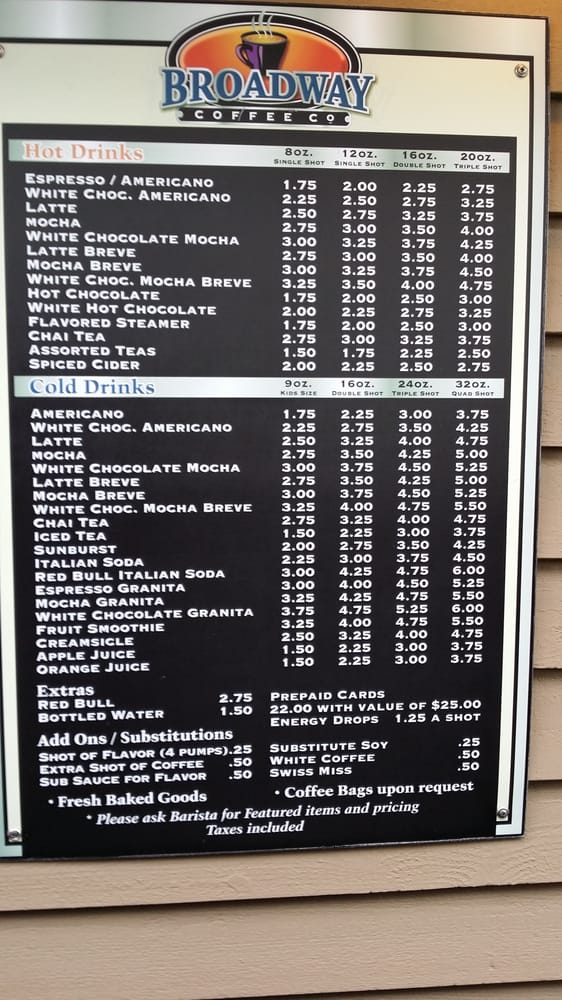 BROADWAY
COFFEE CO
Hot Drinks 8oz. 12oz. 16oz. 20oz.
Single Shot Single Shot Double Shot Triple Shot
Espresso / Americano 1.75 2.00 2.25 2.75
White Choc. Americano 2.25 2.50 2.75 3.25
Latte 2.50 2.75 3.25 3.75
Mocha 2.75 3.00 3.50 4.00
White Chocolate Mocha 3.00 3.25 3.75 4.25
Latte Breve 2.75 3.00 3.50 4.00
Mocha Breve 3.00 3.25 3.75 4.50
White Choc. Mocha Breve 3.25 3.50 4.00 4.75
Hot Chocolate 1.75 2.00 2.50 3.00
White Hot Chocolate 2.00 2.25 2.75 3.25
Flavored Steamer 1.75 2.00 2.50 3.00
Chai Tea 2.75 3.00 3.25 3.75
Assorted Teas 1.50 1.75 2.25 2.50
Spiced Cider 2.00 2.25 2.50 2.75
Cold Drinks 9oz. 16oz. 24oz. 32oz.
Kids Size Double Shot Triple Shot Quad Shot
Americano 1.75 2.25 3.00 3.75
White Choc. Americano 2.25 2.75 3.50 4.25
Latte 2.50 3.25 4.00 4.75
Mocha 2.75 3.50 4.25 5.00
White Chocolate Mocha 3.00 3.75 4.50 5.25
Latte Breve 2.75 3.50 4.25 5.00
Mocha Breve 3.00 3.75 4.50 5.25
White Choc. Mocha Breve 3.25 4.00 4.75 5.50
Chai Tea 2.75 3.25 4.00 4.75
Iced Tea 1.50 2.25 3.00 3.75
Sunburst 2.00 2.75 3.50 4.25
Italian Soda 2.25 3.00 3.75 4.50
Red Bull Italian Soda 3.00 4.25 4.75 6.00
Espresso Granita 3.00 4.00 4.50 5.25
Mocha Granita 3.25 4.25 4.75 5.50
White Chocolate Granita 3.75 4.75 5.25 6.00
Fruit Smoothie 3.25 4.00 4.75 5.50
Creamsicle 2.50 3.25 4.00 4.75
Apple Juice 1.50 2.25 3.00 3.75
Orange Juice 1.50 2.25 3.00 3.75
Extras
Red Bull 2.75
Bottled Water 1.50
Prepaid Cards
22.00 with value of $25.00
Energy Drops 1.25 a shot
Add Ons / Substitutions
Shot of Flavor (4 pumps) .25
Extra Shot of Coffee .50
Sub Sauce for Flavor .50
Substitute Soy .25
White Coffee .50
Swiss Miss .50
• Fresh Baked Goods • Coffee Bags upon request
* Please ask Barista for Featured items and pricing
Taxes included